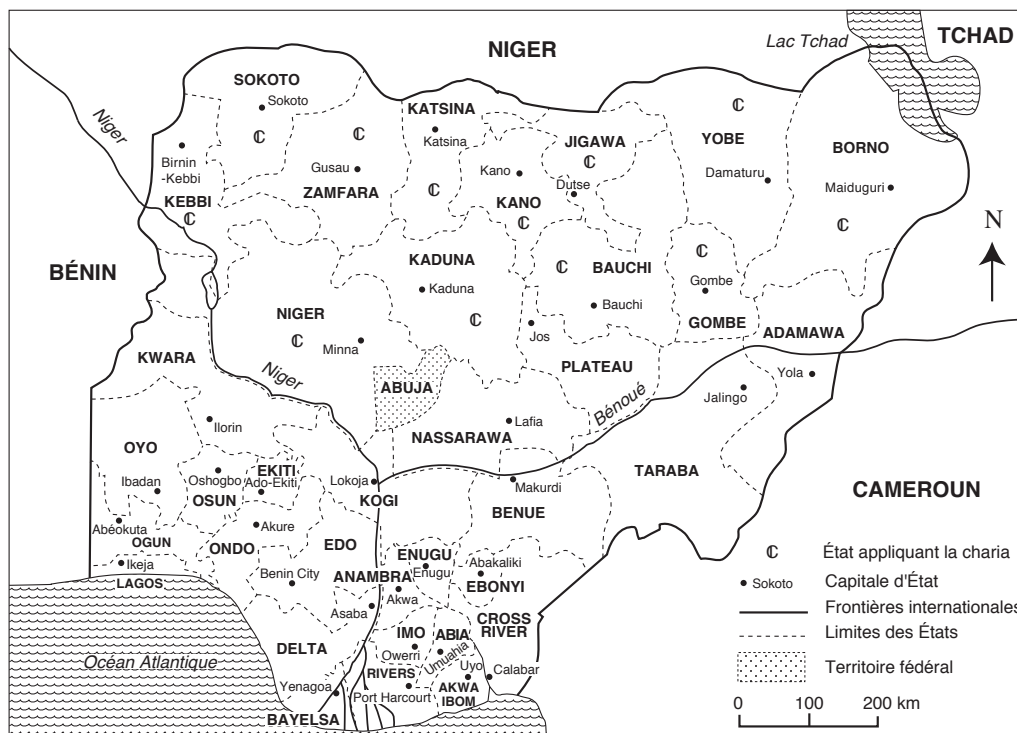 NIGER
Lac Tchad
TCHAD
SOKOTO
Sokoto
Niger
KATSINA
Katsina
YOBE
Damaturu
JIGAWA
Dutse
BORNO
Maiduguri
Birnin
-Kebbi
KEBBI
Gusau
ZAMFARA
Kano
KANO
N
BÉNIN
KADUNA
Kaduna
BAUCHI
Bauchi
Gombe
GOMBE
NIGER
Minna
Jos
PLATEAU
ADAMAWA
Yola
KWARA
Niger
ABUJA
Bénoué
Jalingo
Ilorin
Lafia
NASSARAWA
OYO
Ibadan
Oshogbo
OSUN
EKITI
Ado-Ekiti
Lokoja
KOGI
Makurdi
BENUE
TARABA
CAMEROUN
Abéokuta
OGUN
Ikeja
LAGOS
ONDO
Akure
EDO
Benin City
ENUGU
Enugu
Abakaliki
EBONYI
ANAMBRA
Akwa
Asaba
CROSS
RIVER
DELTA
IMO
Owerri
ABIA
Umuahia
Océan Atlantique
Yenagoa
BAYELSA
RIVERS
Port Harcourt
Uyo
AKWA
IBOM
Calabar
ℂ État appliquant la charia
Sokoto Capitale d'État
Frontières internationales
Limites des États
Territoire fédéral
0 100 200 km